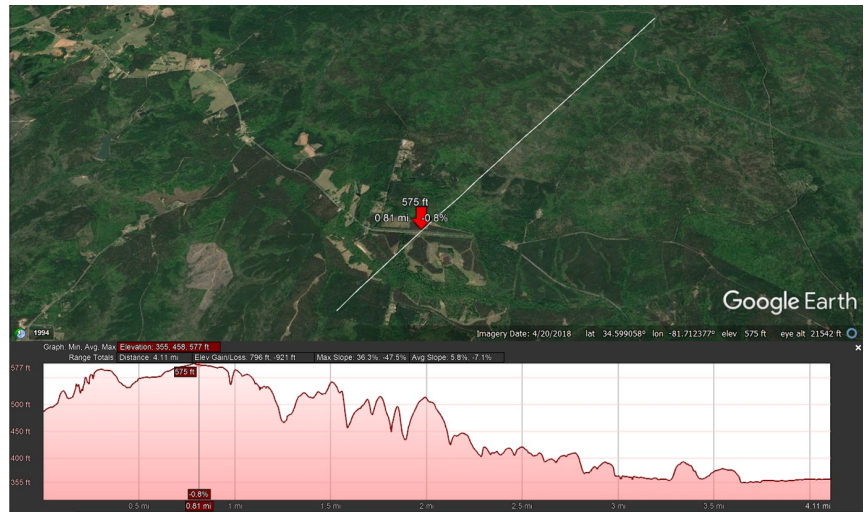 575 ft
0.81 mi -0.8%
Google Earth
1994
Imagery Date: 4/20/2018 lat 34.599058° lon -81.712377° elev 575 ft eye alt 21542 ft
Graph: Min, Avg, Max Elevation: 355, 458, 577 ft
Range Totals: Distance: 4.11 mi Elev Gain/Loss: 796 ft, -921 ft Max Slope: 36.3%, -47.5% Avg Slope: 5.8%, -7.1%
577 ft
575 ft
500 ft
450 ft
400 ft
355 ft
-0.8%
0.5 mi 0.81 mi 1 mi 1.5 mi 2 mi 2.5 mi 3 mi 3.5 mi 4.11 mi